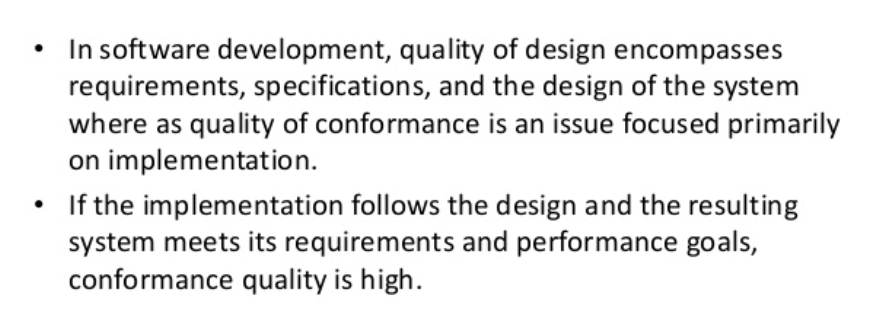 • In software development, quality of design encompasses
requirements, specifications, and the design of the system
where as quality of conformance is an issue focused primarily
on implementation.
• If the implementation follows the design and the resulting
system meets its requirements and performance goals,
conformance quality is high.